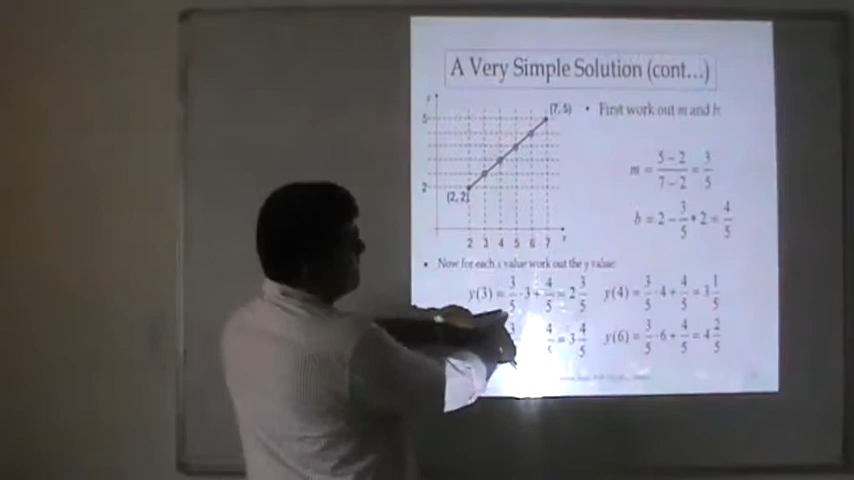 A Very Simple Solution (cont...)
y
5
(7, 5)
2
(2, 2)
2 3 4 5 6 7
x
• First work out m and b:
m = 5 – 2 / 7 – 2 = 3 / 5
b = 2 – 3/5 * 2 = 4/5
• Now for each x value work out the y value:
y(3) = 3/5 · 3 + 4/5 = 2 3/5
y(4) = 3/5 · 4 + 4/5 = 3 1/5
3 4/5 = 3 4/5
y(6) = 3/5 · 6 + 4/5 = 4 2/5